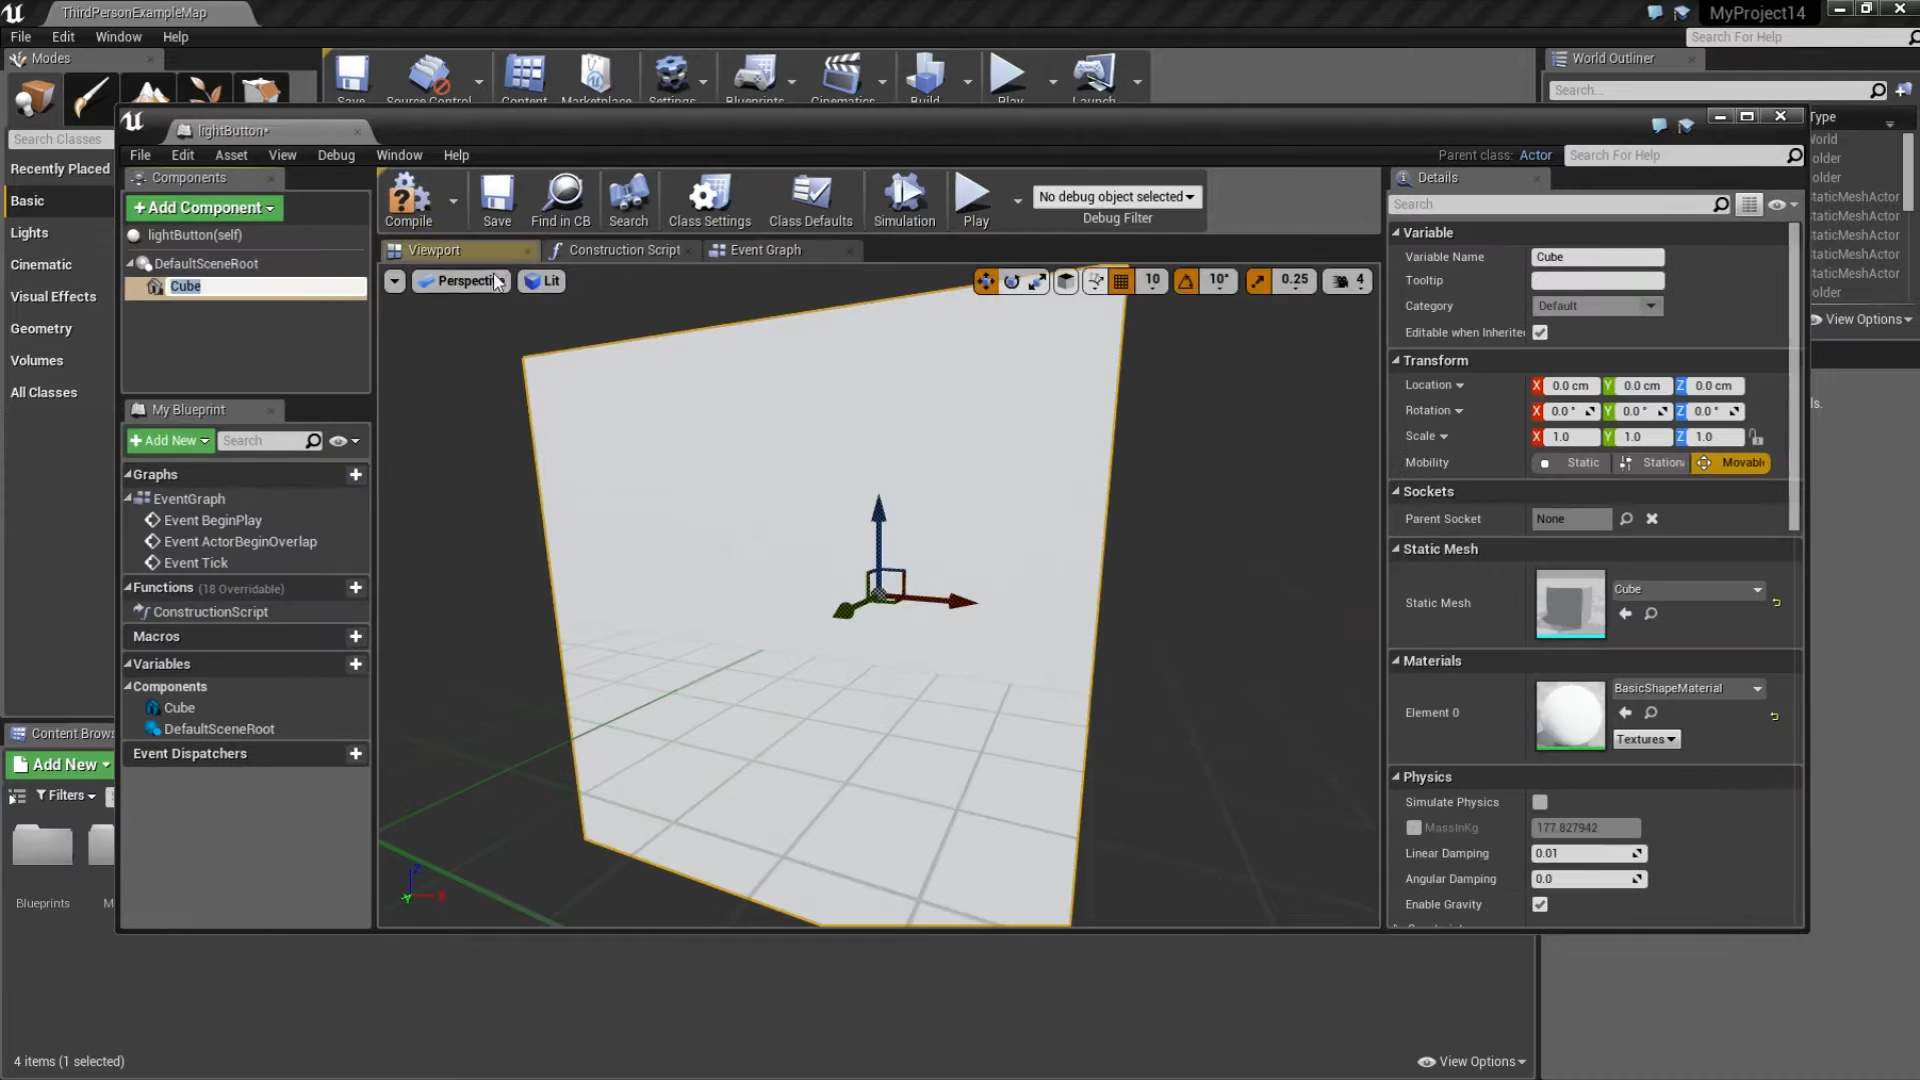 ThirdPersonExampleMap
MyProject14
File Edit Window Help
Search For Help
Modes
Save Source Control Content Marketplace Settings Blueprints Cinematics Build Play Launch
World Outliner
Search...
Search Classes
Type
Recently Placed
Basic
Lights
Cinematic
Visual Effects
Geometry
Volumes
All Classes
World
StaticMeshActor
StaticMeshActor
StaticMeshActor
StaticMeshActor
StaticMeshActor
View Options
lightButton*
File Edit Asset View Debug Window Help
Parent class: Actor
Search For Help
Components
+Add Component
lightButton(self)
DefaultSceneRoot
Cube
Compile Save Find in CB Search Class Settings Class Defaults Simulation Play
No debug object selected
Debug Filter
Viewport
Construction Script
Event Graph
Perspective
Lit
10 10° 0.25 4
My Blueprint
+Add New
Search
Graphs
EventGraph
Event BeginPlay
Event ActorBeginOverlap
Event Tick
Functions (18 Overridable)
ConstructionScript
Macros
Variables
Components
Cube
DefaultSceneRoot
Event Dispatchers
Z
Y
X
Details
Search
Variable
Variable Name Cube
Tooltip
Category Default
Editable when Inherited
Transform
Location X 0.0 cm Y 0.0 cm Z 0.0 cm
Rotation X 0.0° Y 0.0° Z 0.0°
Scale X 1.0 Y 1.0 Z 1.0
Mobility Static Station Movabl
Sockets
Parent Socket None
Static Mesh
Static Mesh Cube
Materials
Element 0 BasicShapeMaterial
Textures
Physics
Simulate Physics
MassInKg 177.827942
Linear Damping 0.01
Angular Damping 0.0
Enable Gravity
Content Brows
Add New
Filters
Blueprints
M
4 items (1 selected)
View Options